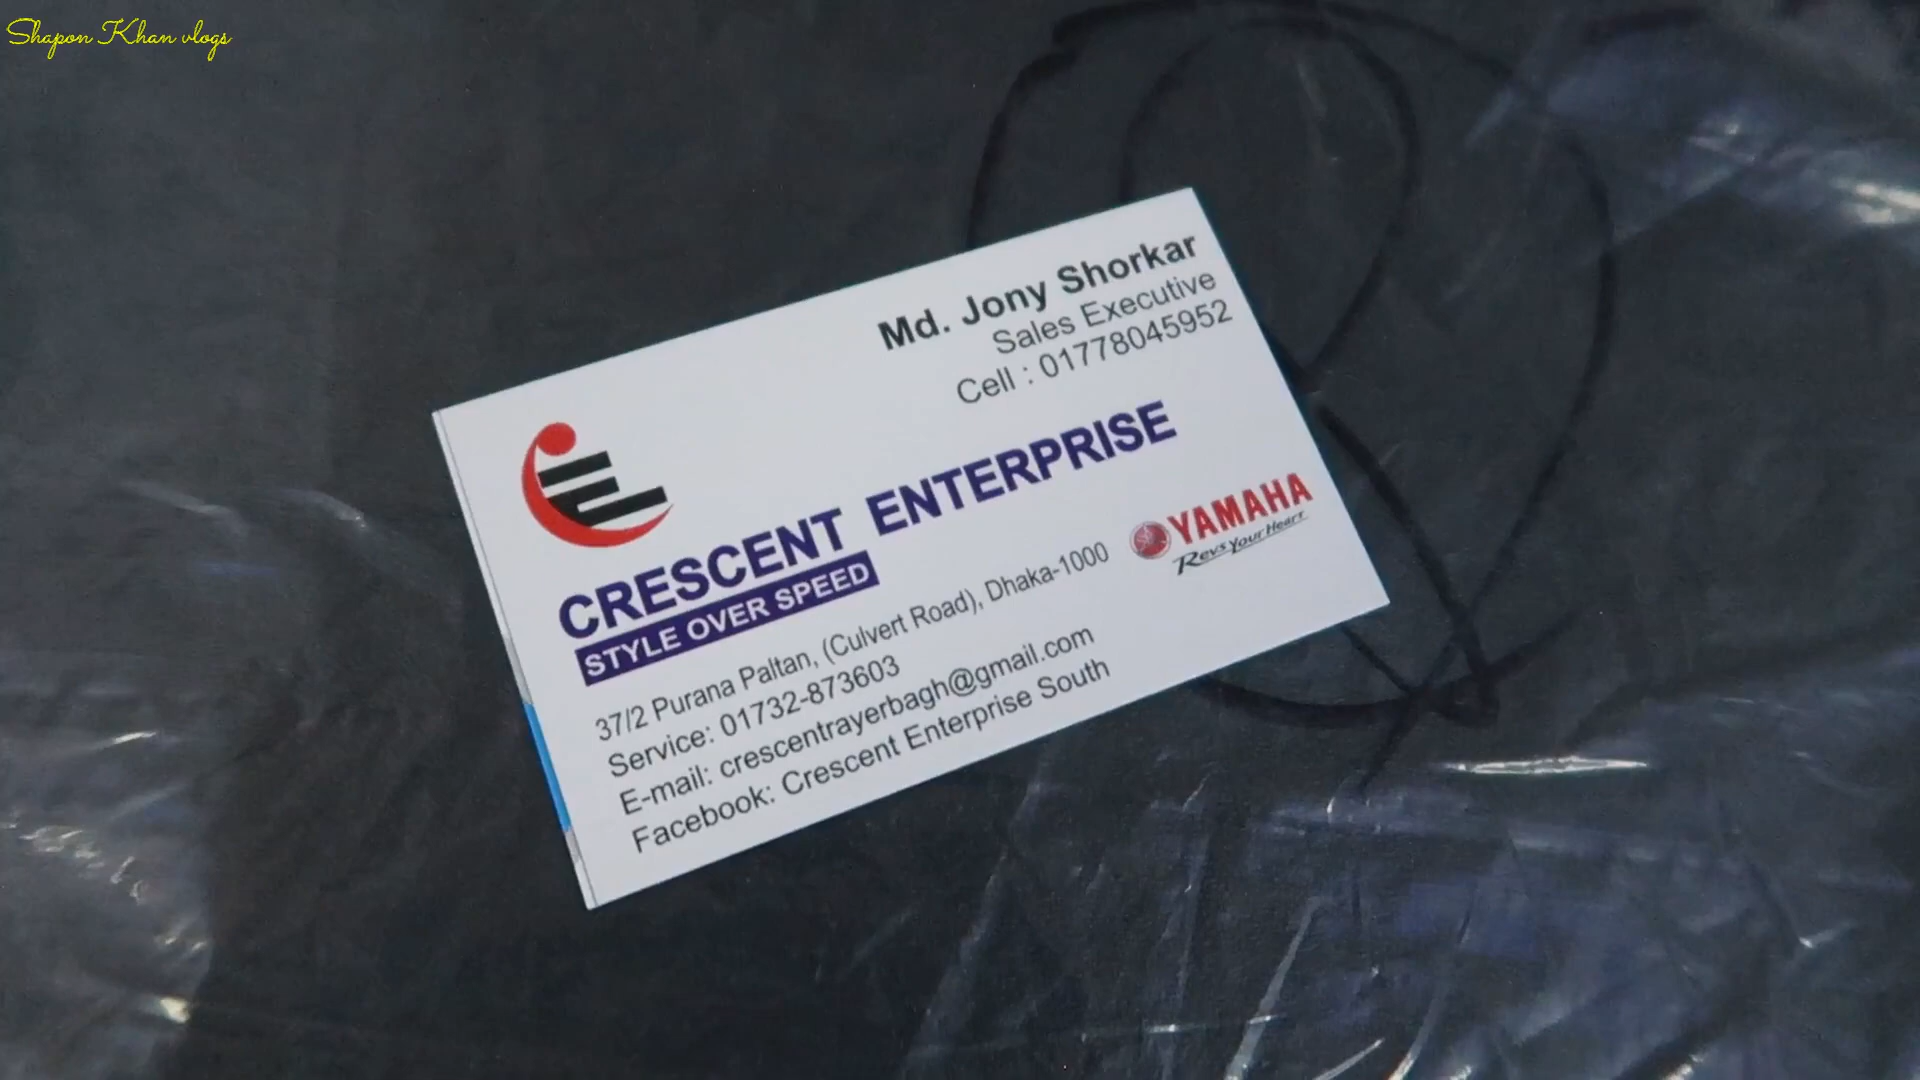 Shapon Khan vlogs
Md. Jony Shorkar
Sales Executive
Cell : 01778045952
CRESCENT ENTERPRISE
STYLE OVER SPEED
YAMAHA
Revs Your Heart
37/2 Purana Paltan, (Culvert Road), Dhaka-1000
Service: 01732-873603
E-mail: crescentrayerbagh@gmail.com
Facebook: Crescent Enterprise South